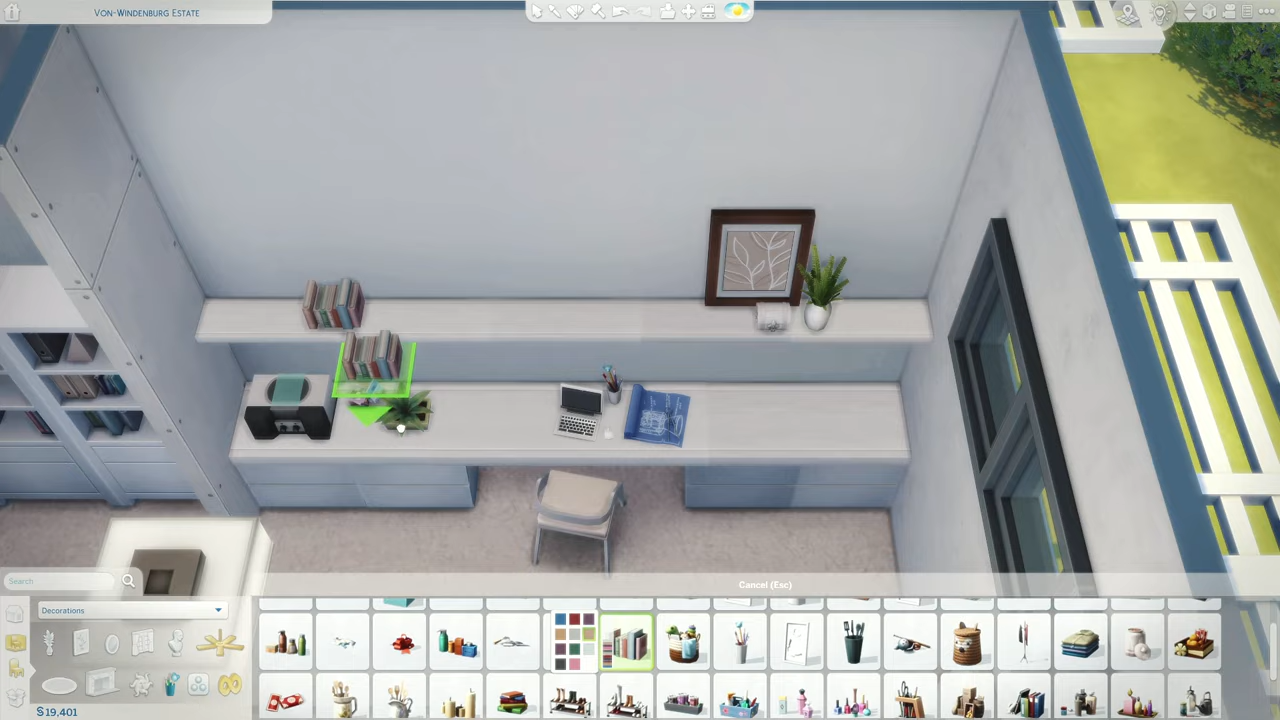 Von-Windenburg Estate
Cancel (Esc)
Search
Decorations
§19,401